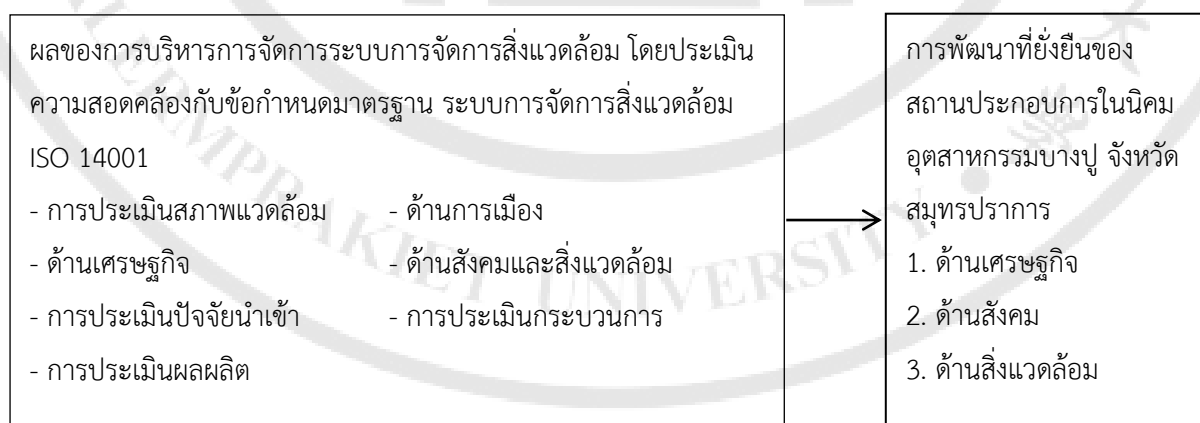 ผลของการบริหารการจัดการระบบการจัดการสิ่งแวดล้อม โดยประเมิน
ความสอดคล้องกับข้อกำหนดมาตรฐาน ระบบการจัดการสิ่งแวดล้อม
ISO 14001
- การประเมินสภาพแวดล้อม - ด้านการเมือง
- ด้านเศรษฐกิจ - ด้านสังคมและสิ่งแวดล้อม
- การประเมินปัจจัยนำเข้า - การประเมินกระบวนการ
- การประเมินผลผลิต
การพัฒนาที่ยั่งยืนของ
สถานประกอบการในนิคม
อุตสาหกรรมบางปู จังหวัด
สมุทรปราการ
1. ด้านเศรษฐกิจ
2. ด้านสังคม
3. ด้านสิ่งแวดล้อม
UNIVERSITY